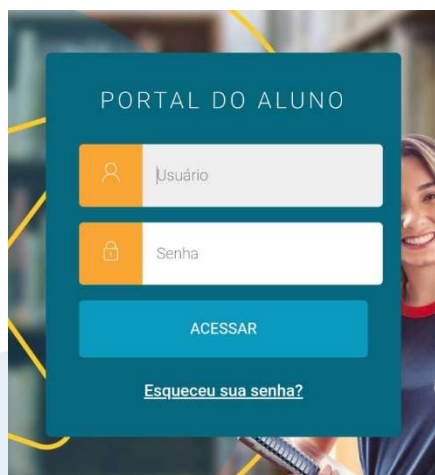 PORTAL DO ALUNO
Usuário
Senha
ACESSAR
Esqueceu sua senha?